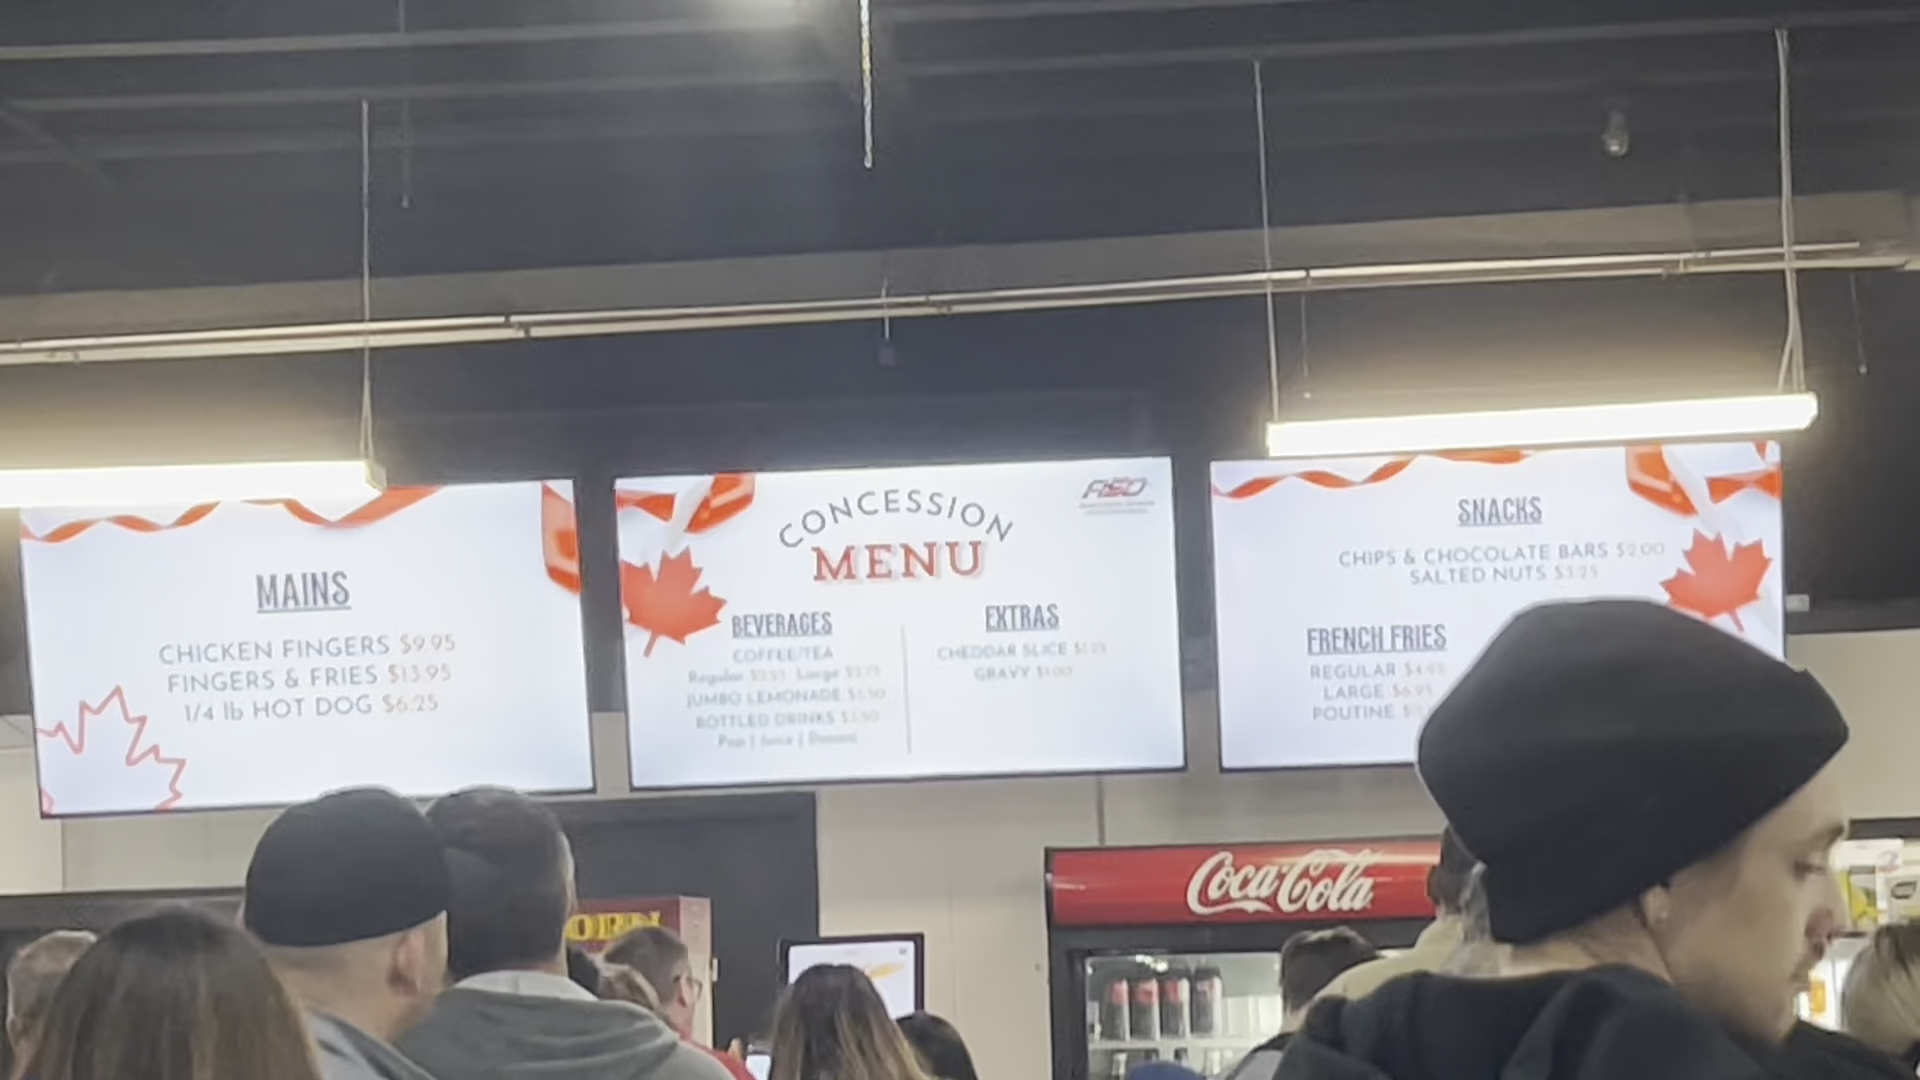 MAINS
CHICKEN FINGERS $9.95
FINGERS & FRIES $13.95
1/4 lb HOT DOG $6.25
CONCESSION
MENU
BEVERAGES
COFFEE/TEA
Regular Large
JUMBO LEMONADE
BOTTLED DRINKS
EXTRAS
CHEDDAR SLICE
GRAVY
SNACKS
CHIPS & CHOCOLATE BARS $2.00
SALTED NUTS
FRENCH FRIES
REGULAR
LARGE
POUTINE
Coca-Cola